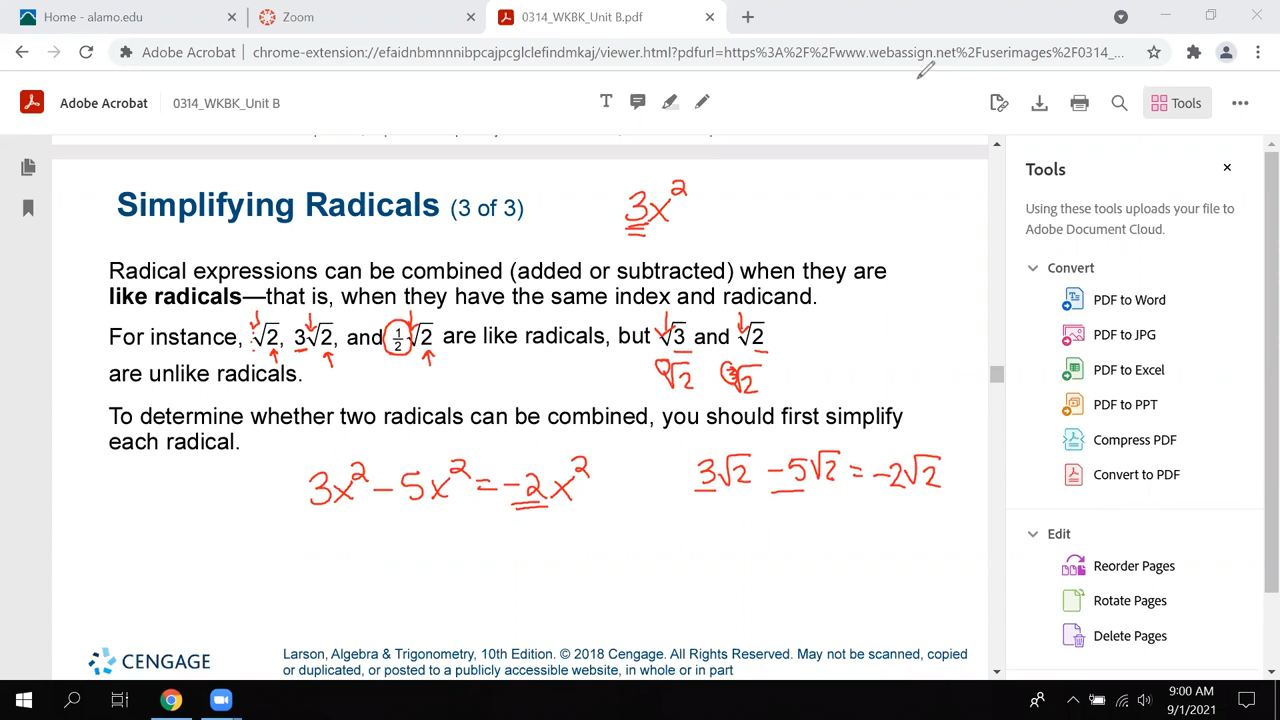 Home - alamo.edu
Zoom
0314_WKBK_Unit B.pdf
Adobe Acrobat
chrome-extension://efaidnbmnnnibpcajpcglclefindmkaj/viewer.html?pdfurl=https%3A%2F%2Fwww.webassign.net%2Fuserimages%2F0314_...
Adobe Acrobat
0314_WKBK_Unit B
Tools
Simplifying Radicals (3 of 3)
3x²
Radical expressions can be combined (added or subtracted) when they are
like radicals—that is, when they have the same index and radicand.
For instance, √2, 3√2, and ½√2 are like radicals, but √3 and √2
√2 ³√2
are unlike radicals.
To determine whether two radicals can be combined, you should first simplify
each radical.
3x² - 5x² = -2x²
3√2 - 5√2 = -2√2
CENGAGE
Larson, Algebra & Trigonometry, 10th Edition. © 2018 Cengage. All Rights Reserved. May not be scanned, copied
or duplicated, or posted to a publicly accessible website, in whole or in part
Tools
Using these tools uploads your file to
Adobe Document Cloud.
Convert
PDF to Word
PDF to JPG
PDF to Excel
PDF to PPT
Compress PDF
Convert to PDF
Edit
Reorder Pages
Rotate Pages
Delete Pages
9:00 AM
9/1/2021